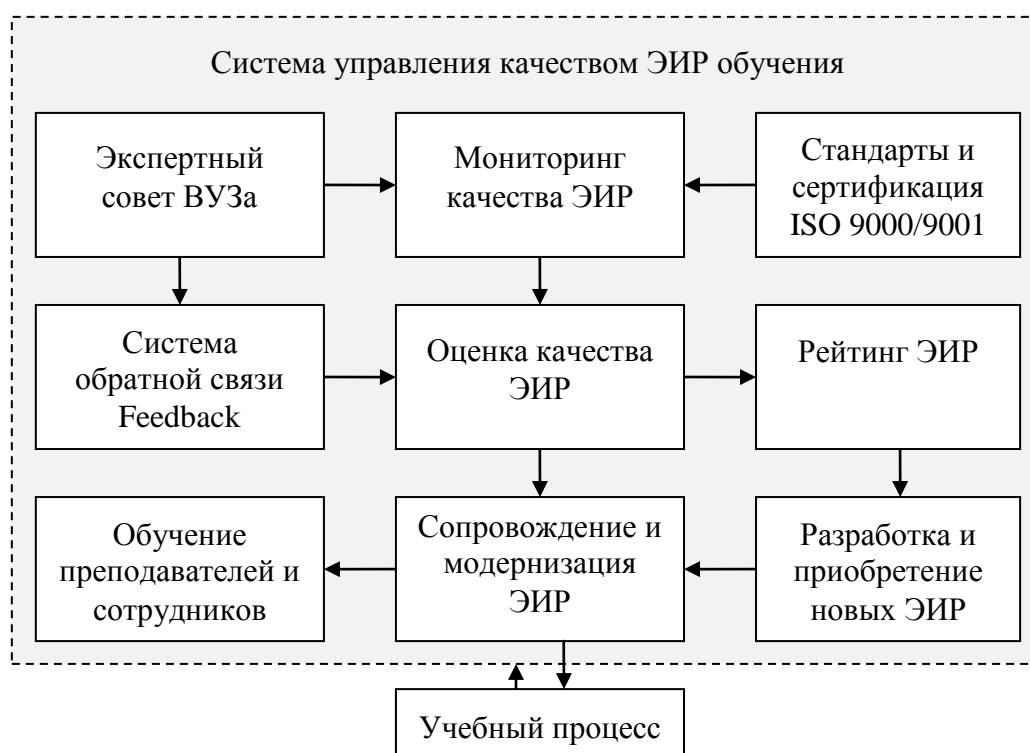 Система управления качеством ЭИР обучения
Экспертный
совет ВУЗа
Мониторинг
качества ЭИР
Стандарты и
сертификация
ISO 9000/9001
Система
обратной связи
Feedback
Оценка качества
ЭИР
Рейтинг ЭИР
Обучение
преподавателей и
сотрудников
Сопровождение и
модернизация
ЭИР
Разработка и
приобретение
новых ЭИР
Учебный процесс